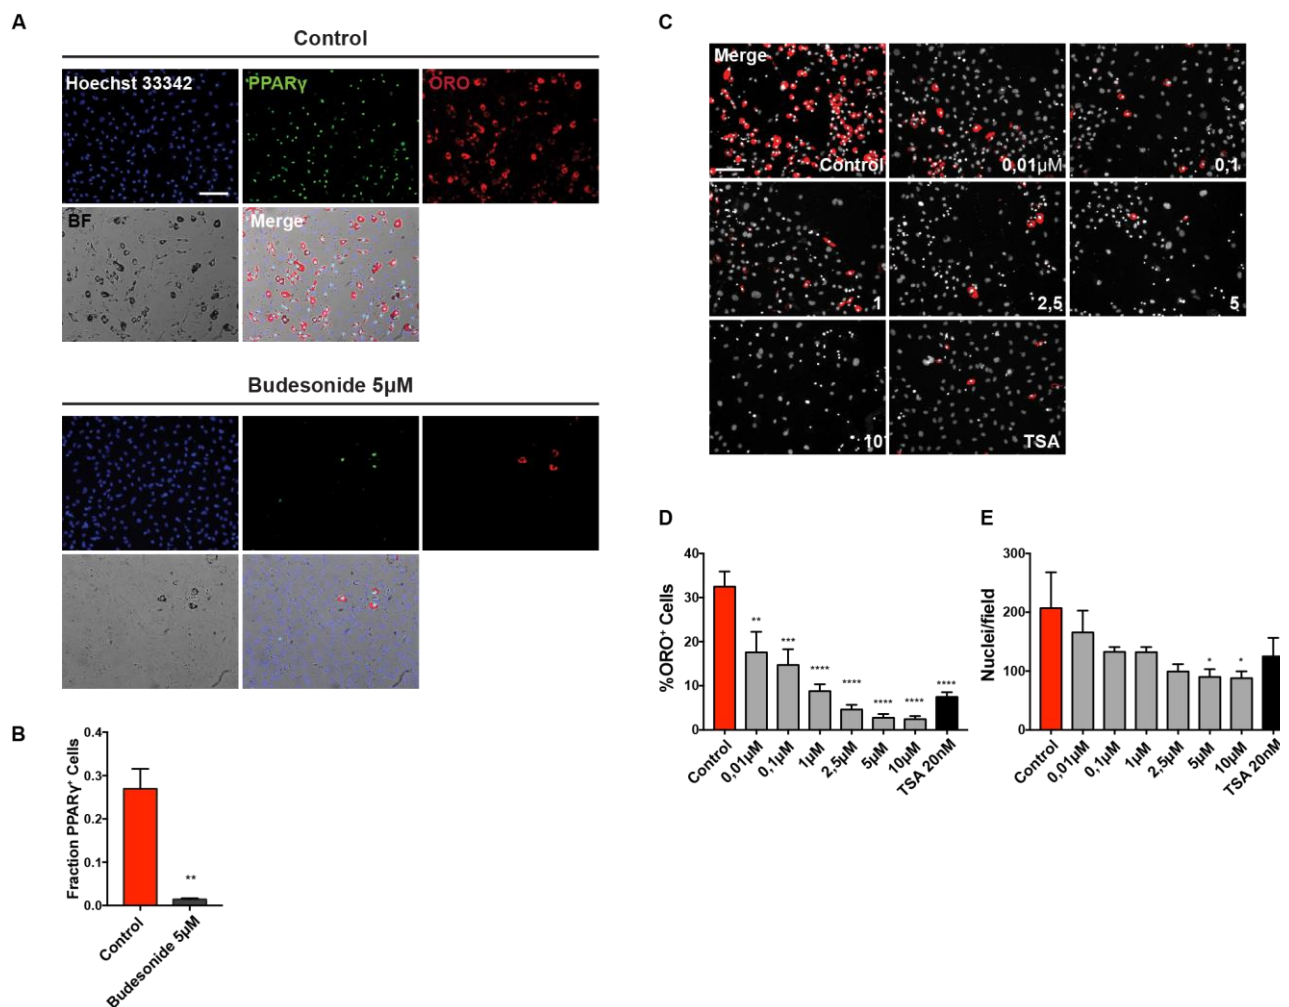 A
Control
Hoechst 33342
PPARγ
ORO
BF
Merge
Budesonide 5µM
B
Fraction PPARγ⁺ Cells
0.4
0.3
0.2
0.1
0.0
**
Control
Budesonide 5µM
C
Merge
Control
0,01µM
0,1
1
2,5
5
10
TSA
D
%ORO⁺ Cells
40
30
20
10
0
**
***
****
****
****
****
****
Control
0,01µM
0,1µM
1µM
2,5µM
5µM
10µM
TSA 20nM
E
Nuclei/field
300
200
100
0
*
*
Control
0,01µM
0,1µM
1µM
2,5µM
5µM
10µM
TSA 20nM